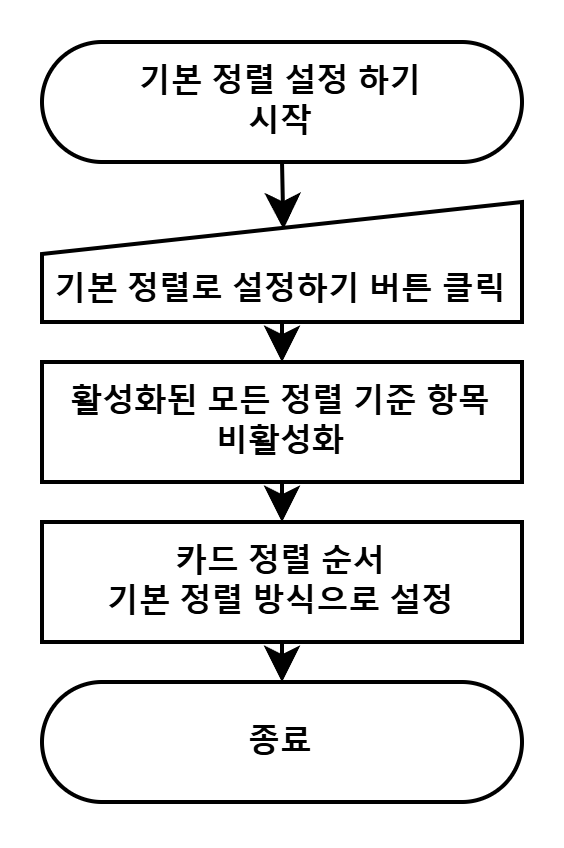 기본 정렬 설정 하기
시작
기본 정렬로 설정하기 버튼 클릭
활성화된 모든 정렬 기준 항목
비활성화
카드 정렬 순서
기본 정렬 방식으로 설정
종료